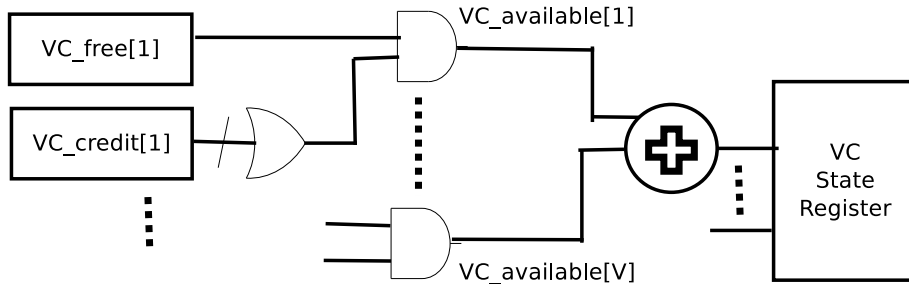 VC_available[1]
VC_free[1]
VC_credit[1]
VC
State
Register
VC_available[V]